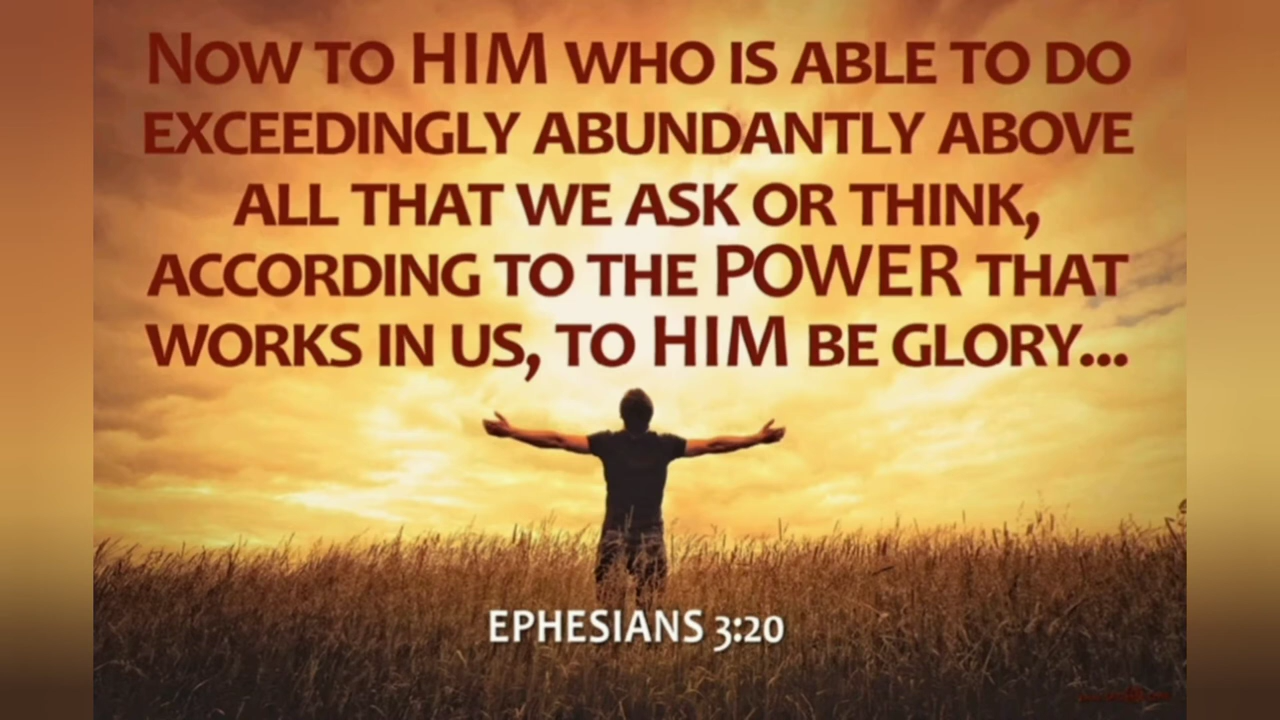 NOW TO HIM WHO IS ABLE TO DO
EXCEEDINGLY ABUNDANTLY ABOVE
ALL THAT WE ASK OR THINK,
ACCORDING TO THE POWER THAT
WORKS IN US, TO HIM BE GLORY...
EPHESIANS 3:20